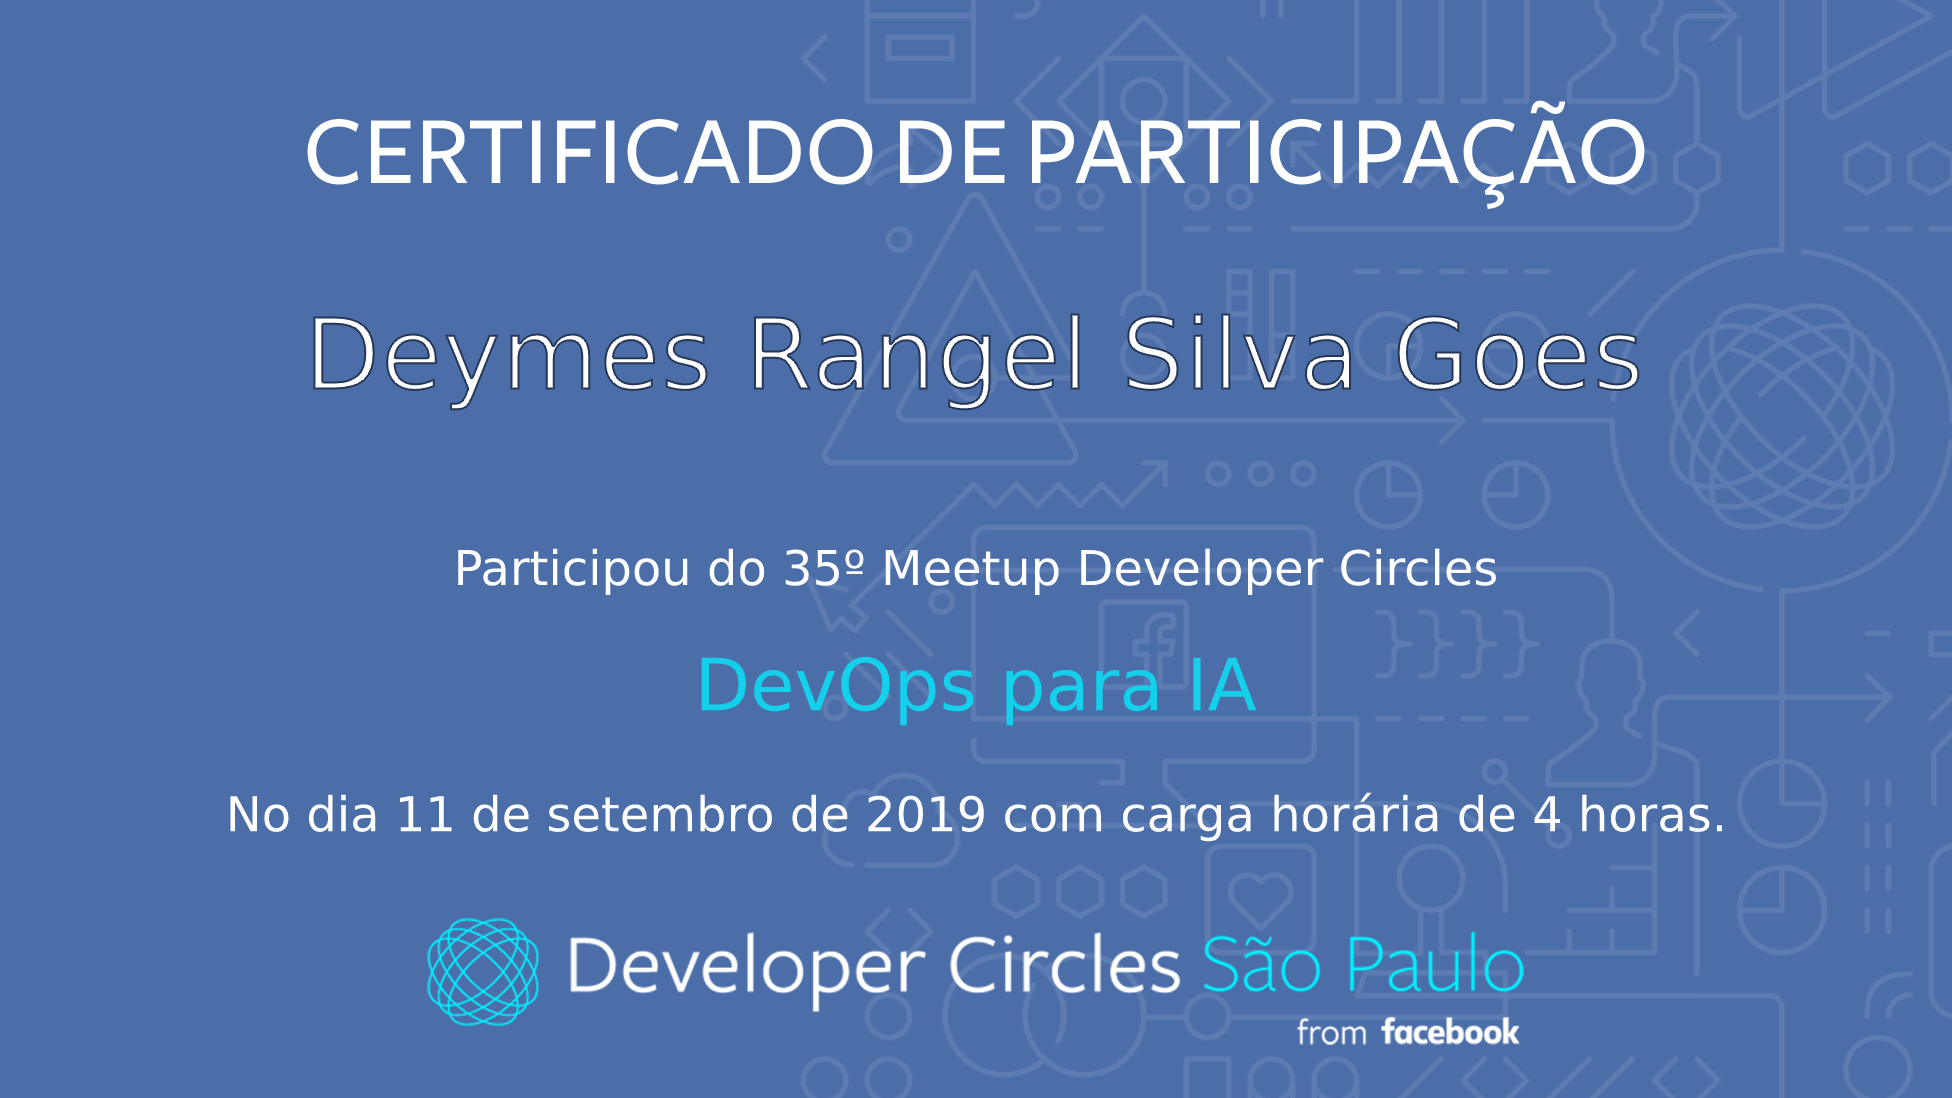 CERTIFICADO DE PARTICIPAÇÃO
Deymes Rangel Silva Goes
Participou do 35º Meetup Developer Circles
DevOps para IA
No dia 11 de setembro de 2019 com carga horária de 4 horas.
Developer Circles São Paulo
from facebook